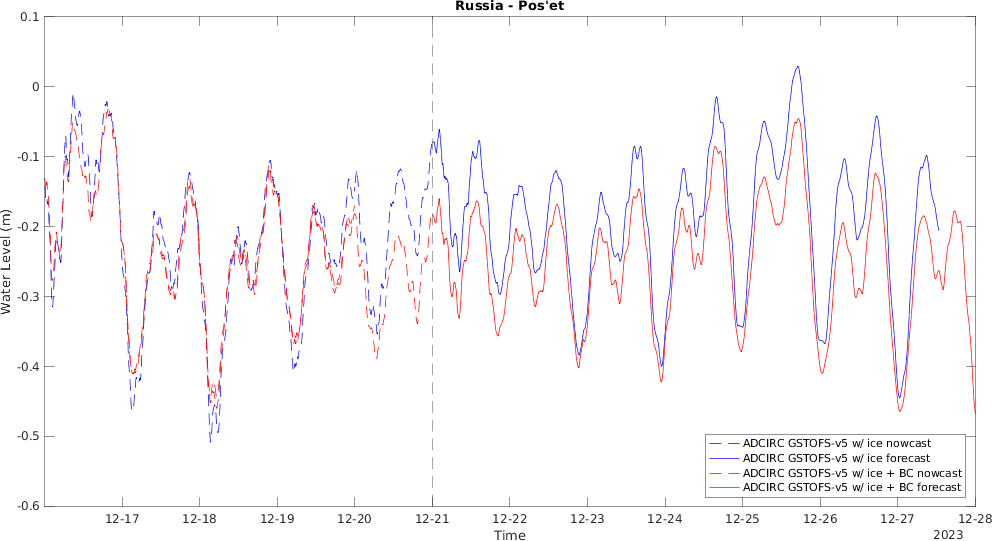 Russia - Pos'et
0.1
0
-0.1
-0.2
-0.3
-0.4
-0.5
-0.6
Water Level (m)
ADCIRC GSTOFS-v5 w/ ice nowcast
ADCIRC GSTOFS-v5 w/ ice forecast
ADCIRC GSTOFS-v5 w/ ice + BC nowcast
ADCIRC GSTOFS-v5 w/ ice + BC forecast
12-17 12-18 12-19 12-20 12-21 12-22 12-23 12-24 12-25 12-26 12-27 12-28
Time
2023